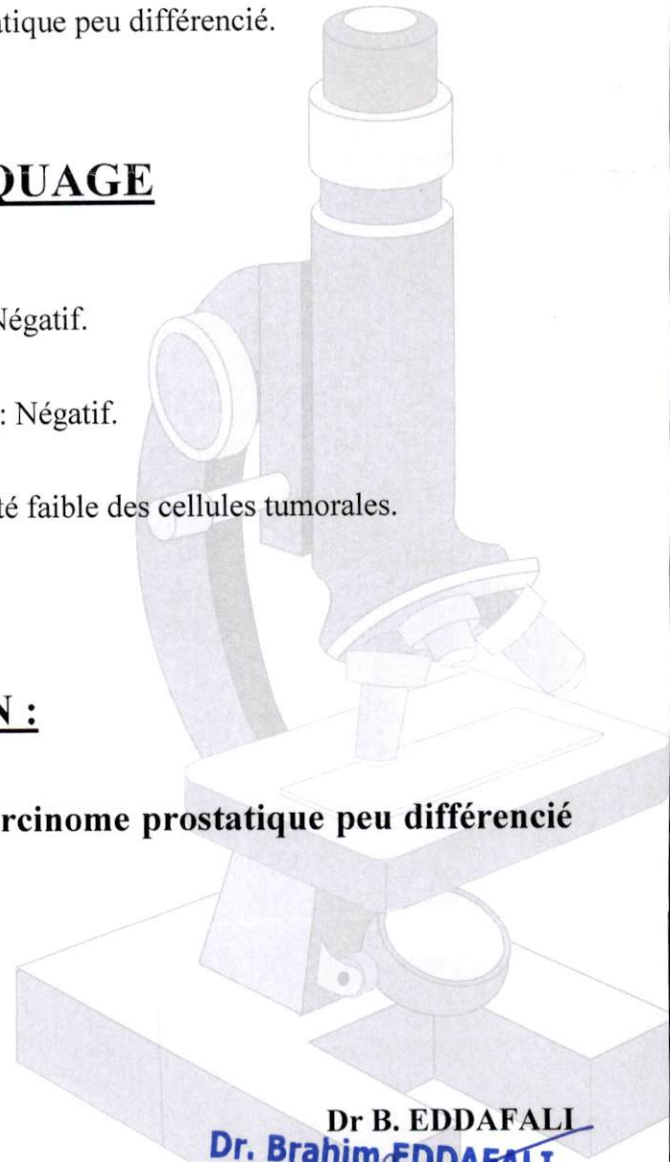 tique peu différencié.
QUAGE
Négatif.
: Négatif.
té faible des cellules tumorales.
N :
rcinome prostatique peu différencié
Dr B. EDDAFALI
Dr. Brahim EDDAFALI